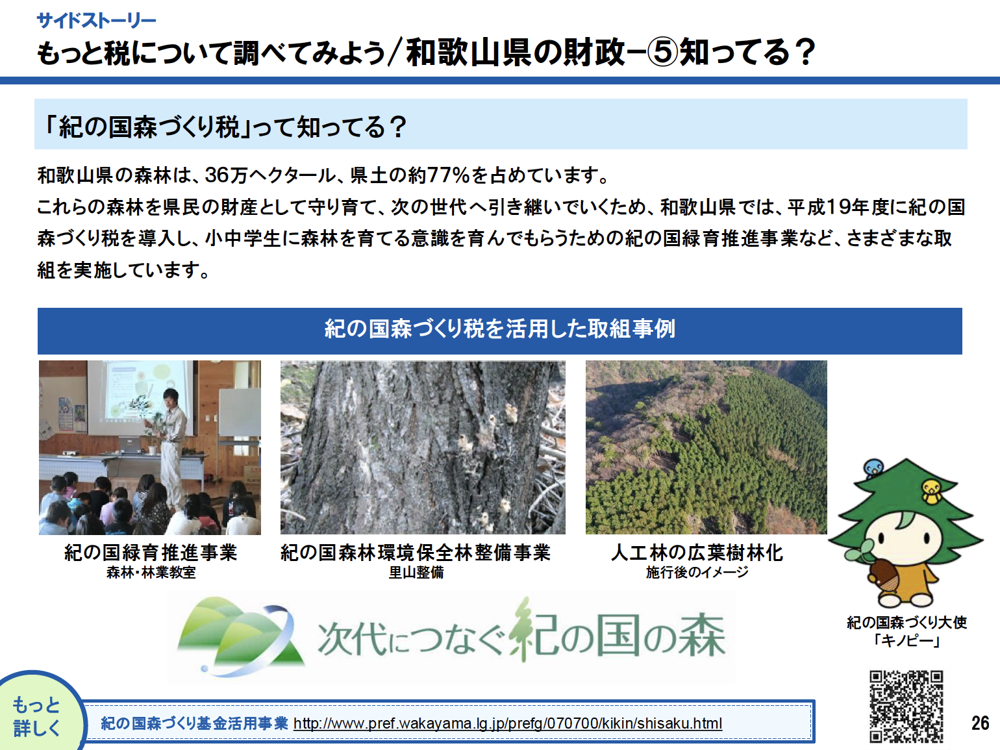 サイドストーリー
もっと税について調べてみよう/和歌山県の財政−⑤知ってる？
「紀の国森づくり税」って知ってる？
和歌山県の森林は、36万ヘクタール、県土の約77％を占めています。
これらの森林を県民の財産として守り育て、次の世代へ引き継いでいくため、和歌山県では、平成19年度に紀の国
森づくり税を導入し、小中学生に森林を育てる意識を育んでもらうための紀の国緑育推進事業など、さまざまな取
組を実施しています。
紀の国森づくり税を活用した取組事例
紀の国緑育推進事業
森林・林業教室
紀の国森林環境保全林整備事業
里山整備
人工林の広葉樹林化
施行後のイメージ
次代につなぐ紀の国の森
紀の国森づくり大使
「キノピー」
もっと
詳しく
紀の国森づくり基金活用事業 http://www.pref.wakayama.lg.jp/prefg/070700/kikin/shisaku.html
26